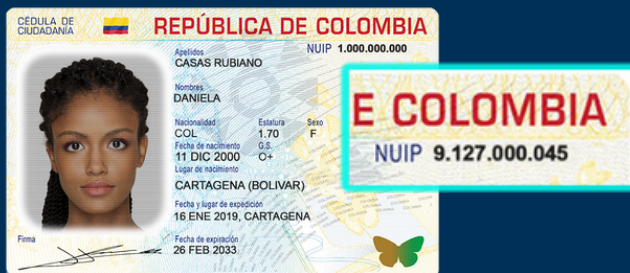 CÉDULA DE
CIUDADANÍA
REPÚBLICA DE COLOMBIA
NUIP 1.000.000.000
Apellidos
CASAS RUBIANO
Nombres
DANIELA
Nacionalidad Estatura Sexo
COL 1.70 F
Fecha de nacimiento G.S.
11 DIC 2000 O+
Lugar de nacimiento
CARTAGENA (BOLIVAR)
Fecha y lugar de expedición
16 ENE 2019, CARTAGENA
Firma
Fecha de expiración
26 FEB 2033
E COLOMBIA
NUIP 9.127.000.045